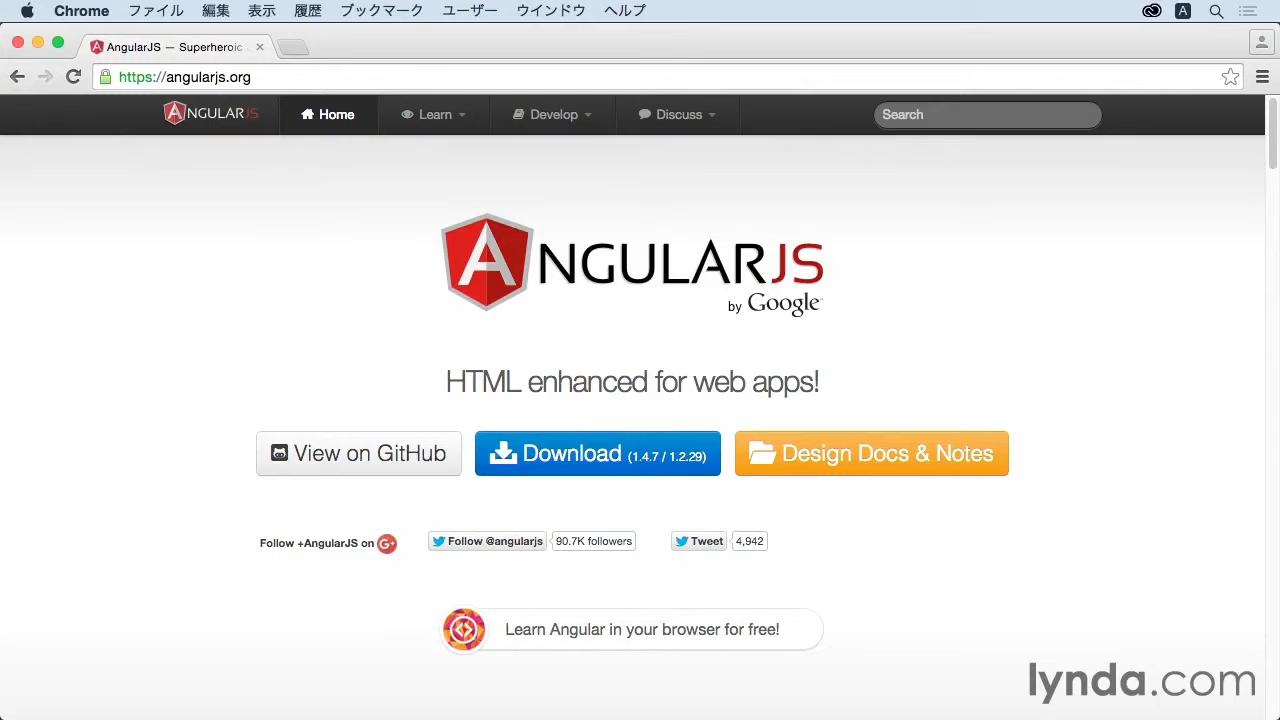 Chrome ファイル 編集 表示 履歴 ブックマーク ユーザー ウインドウ ヘルプ A
AngularJS — Superheroic
https://angularjs.org
ANGULARJS Home Learn Develop Discuss Search
ANGULARJS
by Google
HTML enhanced for web apps!
View on GitHub Download (1.4.7 / 1.2.29) Design Docs & Notes
Follow +AngularJS on G+ Follow @angularjs 90.7K followers Tweet 4,942
Learn Angular in your browser for free!
lynda.com